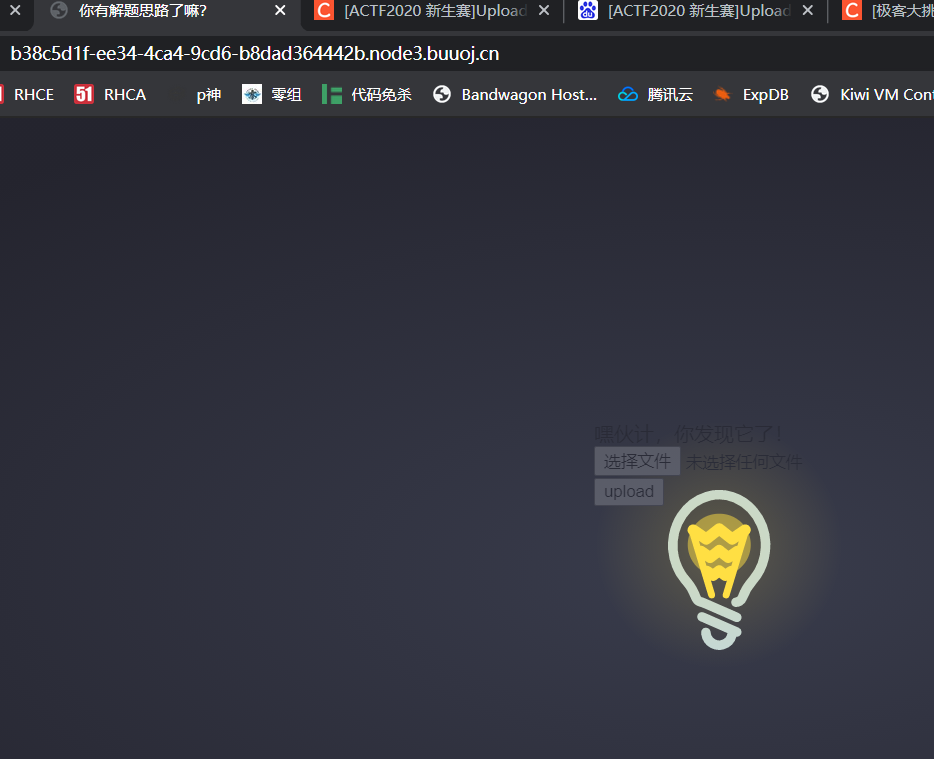 你有解题思路了嘛?
[ACTF2020 新生赛]Upload
[ACTF2020 新生赛]Upload
[极客大挑
b38c5d1f-ee34-4ca4-9cd6-b8dad364442b.node3.buuoj.cn
RHCE
51 RHCA
p神
零组
代码免杀
Bandwagon Host...
腾讯云
ExpDB
Kiwi VM Cont
嘿伙计，你发现它了！
选择文件 未选择任何文件
upload